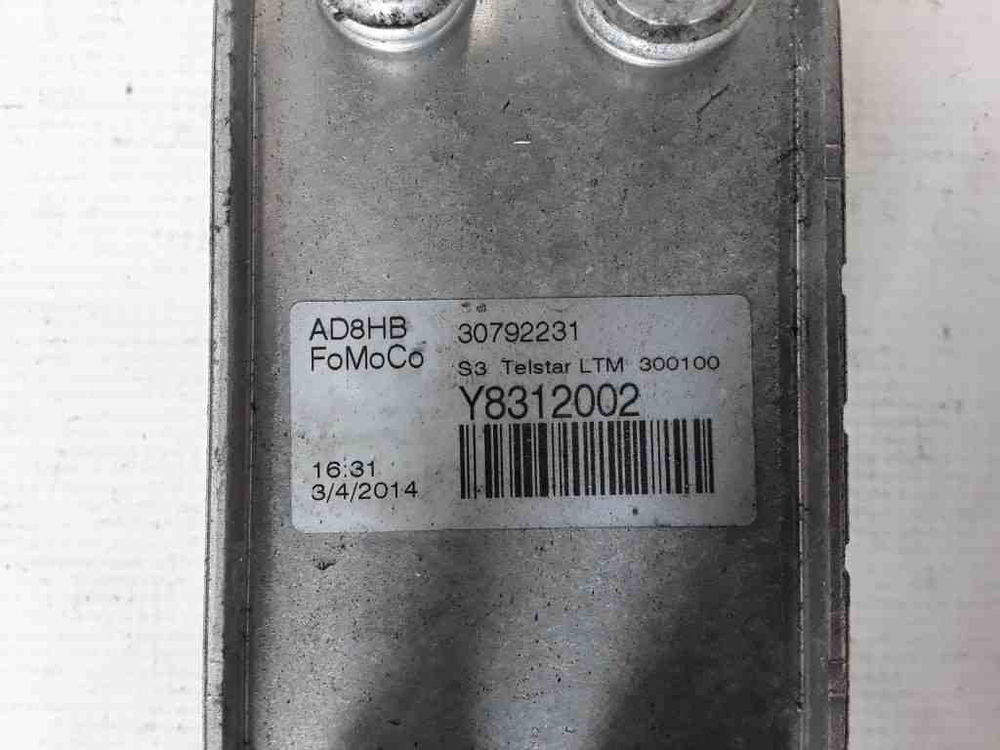 AD8HB
FoMoCo
30792231
S3 Telstar LTM 300100
Y8312002
16:31
3/4/2014